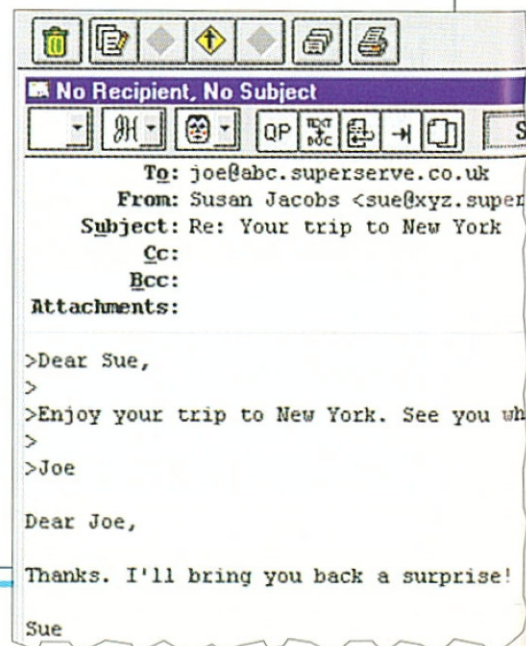 No Recipient, No Subject
QP TEXT DOC S
To: joe@abc.superserve.co.uk
From: Susan Jacobs <sue@xyz.super
Subject: Re: Your trip to New York
Cc:
Bcc:
Attachments:
>Dear Sue,
>
>Enjoy your trip to New York. See you wh
>
>Joe
Dear Joe,
Thanks. I'll bring you back a surprise!
Sue